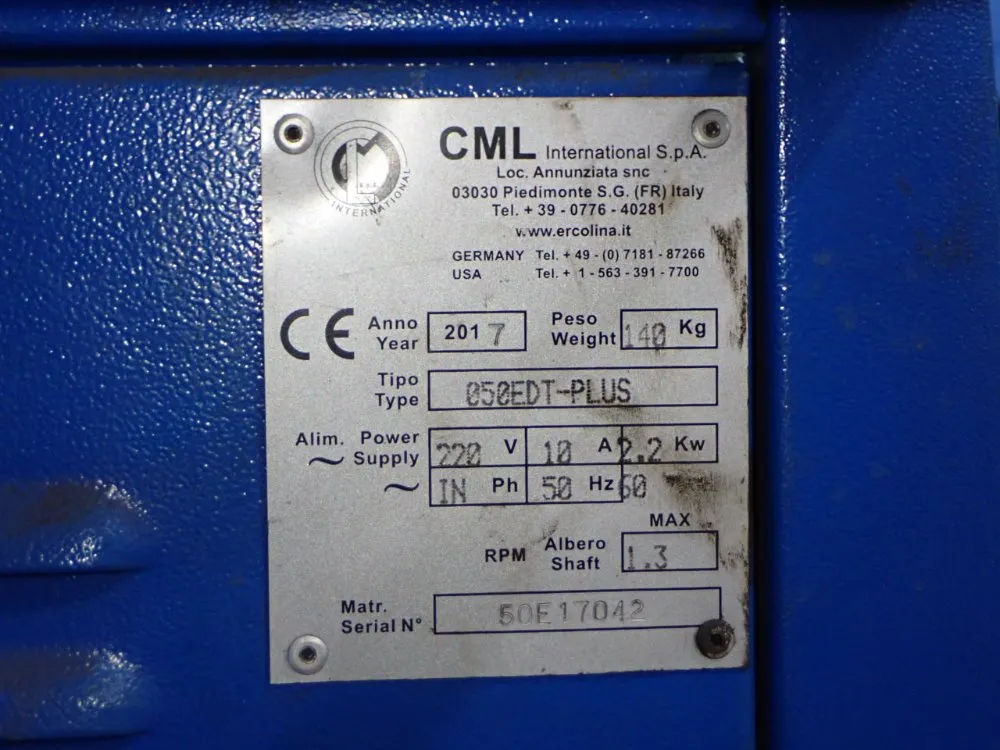 CML International S.p.A.
Loc. Annunziata snc
03030 Piedimonte S.G. (FR) Italy
Tel. + 39 - 0776 - 40281
www.ercolina.it
GERMANY Tel. + 49 - (0) 7181 - 87266
USA Tel. + 1 - 563 - 391 - 7700
CML S.p.A. INTERNATIONAL
CE Anno Year 2017 Peso Weight 140 Kg
Tipo Type 050EDT-PLUS
Alim. Power Supply ~ 220 V 10 A 2.2 Kw
~ IN Ph 50 Hz 60
MAX
RPM Albero Shaft 1.3
Matr. Serial N° 50E17042